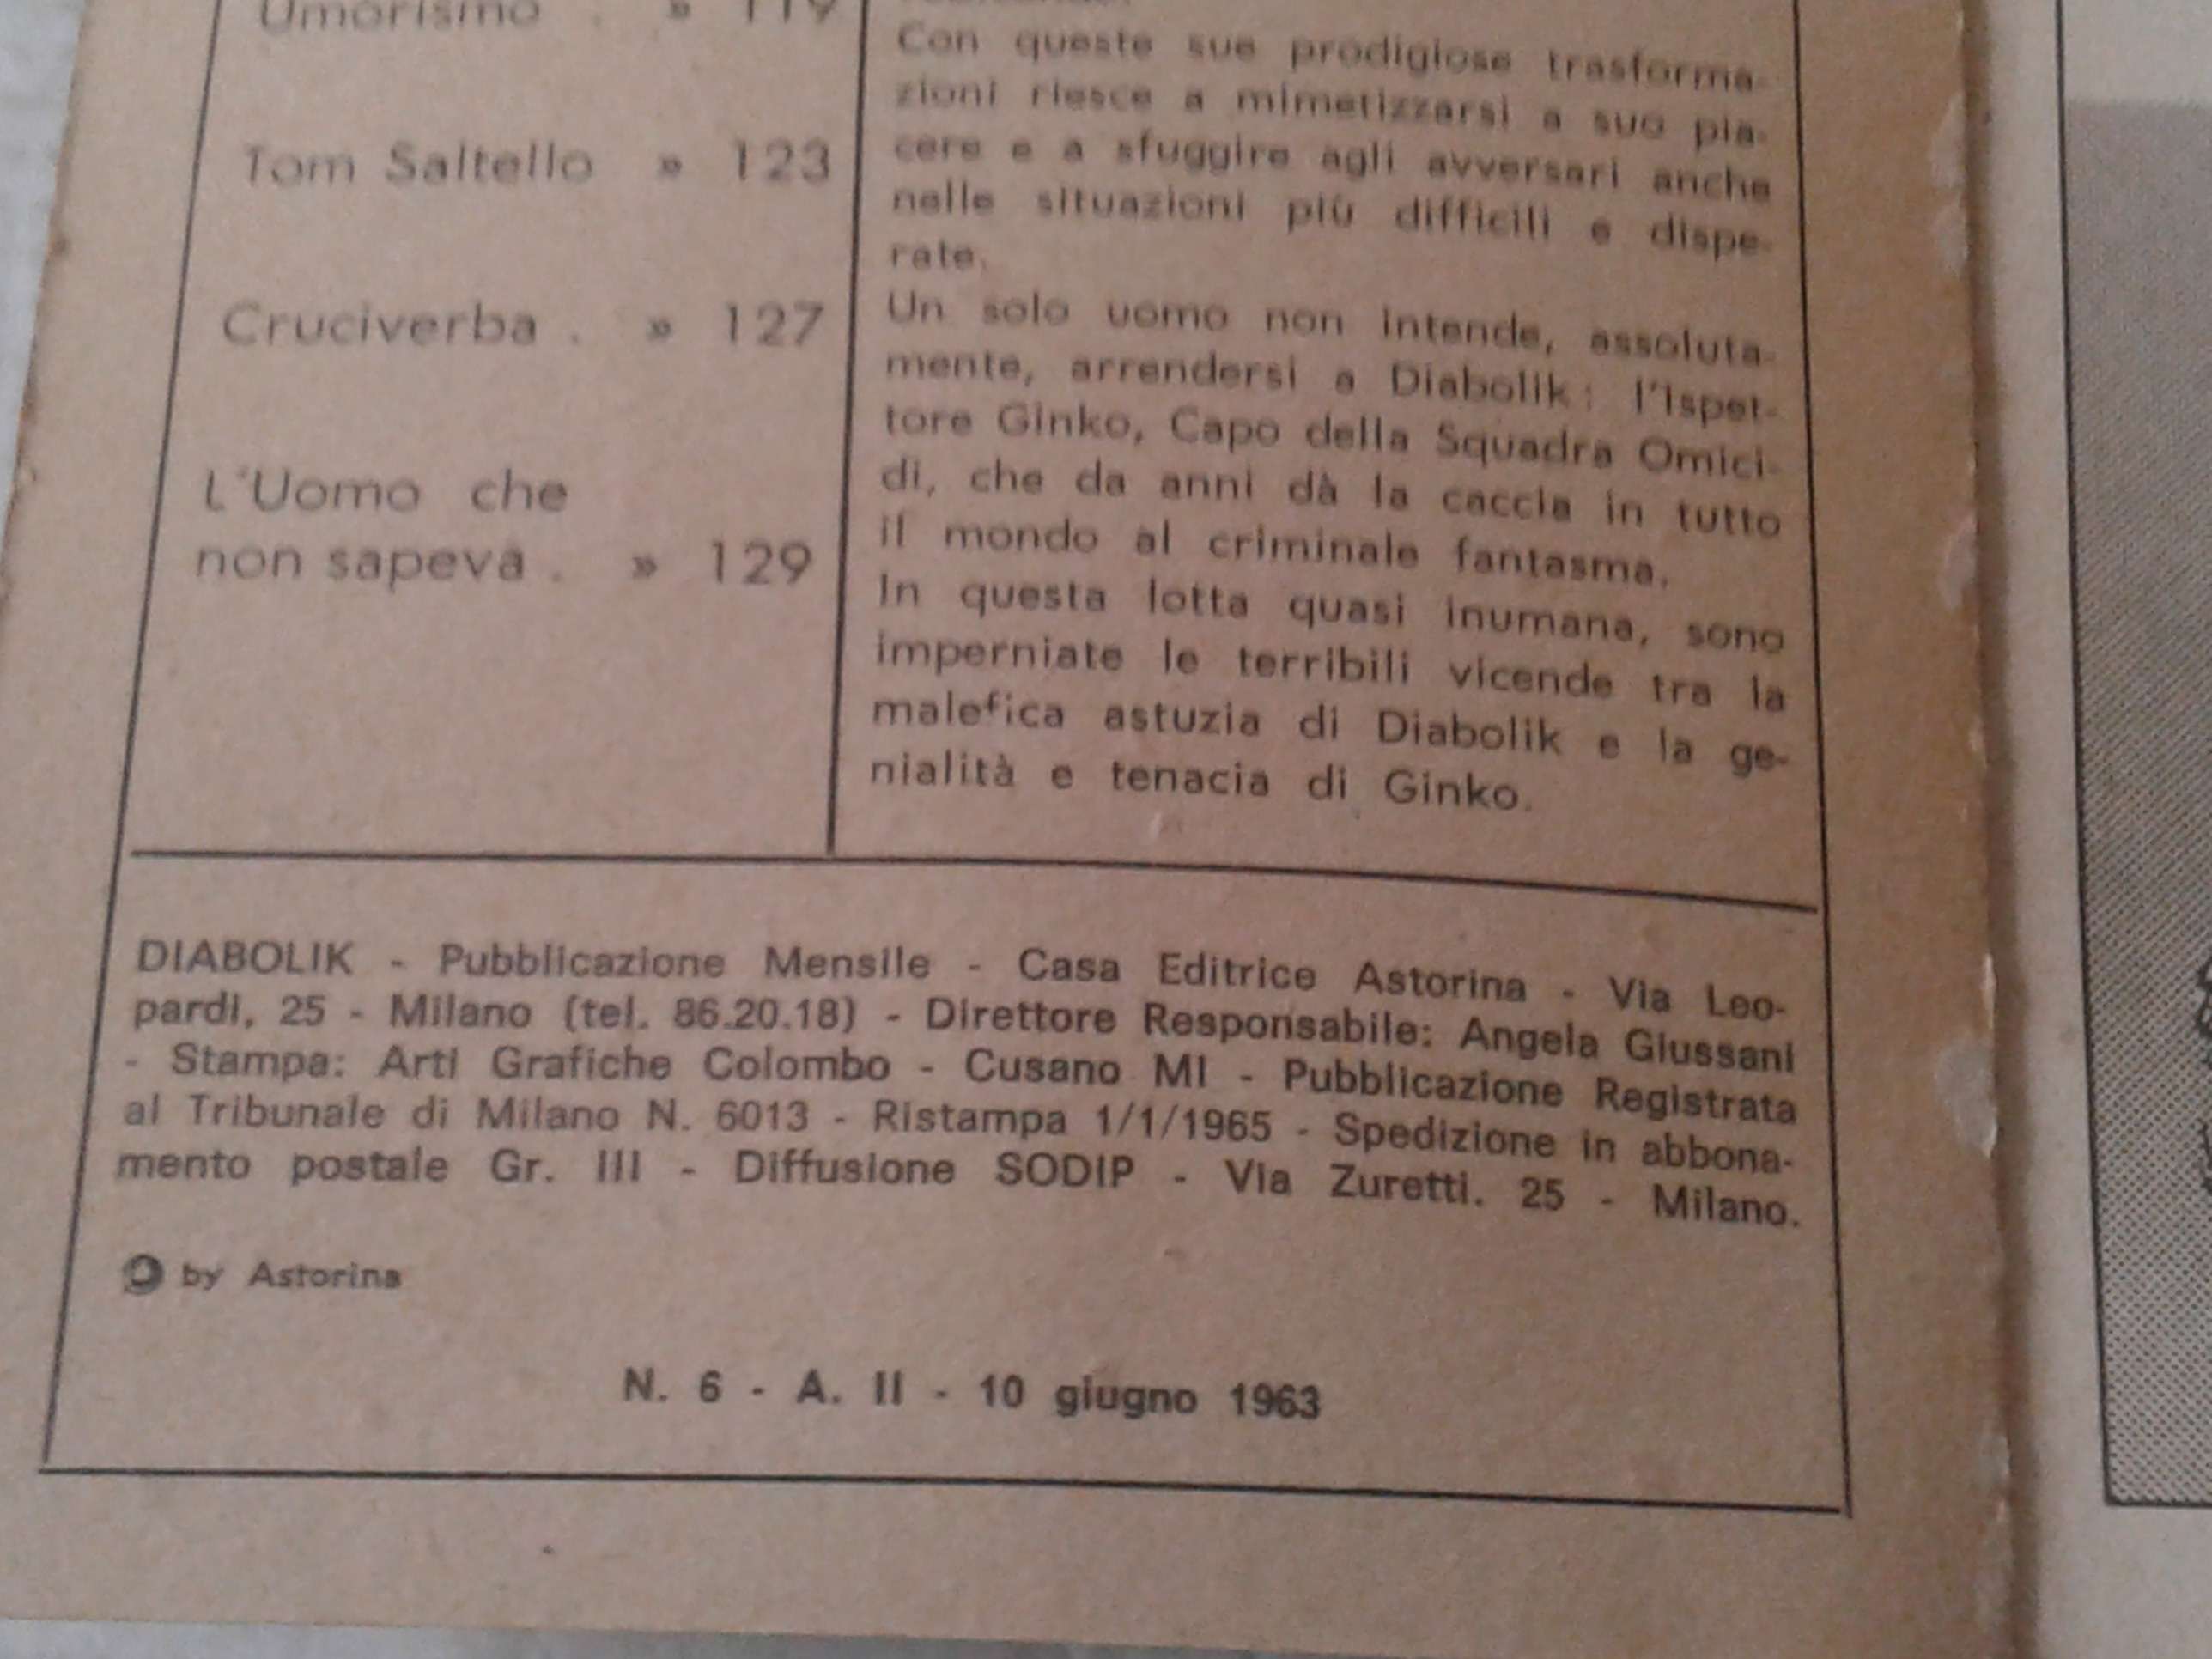 Umorismo . » 119
Tom Saltello » 123
Cruciverba . » 127
L'Uomo che
non sapeva . » 129
Con queste sue prodigiose trasforma-
zioni riesce a mimetizzarsi a suo pia-
cere e a sfuggire agli avversari anche
nelle situazioni più difficili e dispe-
rate.
Un solo uomo non intende, assoluta-
mente, arrendersi a Diabolik: l'Ispet-
tore Ginko, Capo della Squadra Omici-
di, che da anni dà la caccia in tutto
il mondo al criminale fantasma.
In questa lotta quasi inumana, sono
imperniate le terribili vicende tra la
malefica astuzia di Diabolik e la ge-
nialità e tenacia di Ginko.
DIABOLIK - Pubblicazione Mensile - Casa Editrice Astorina - Via Leo-
pardi, 25 - Milano (tel. 86.20.18) - Direttore Responsabile: Angela Giussani
- Stampa: Arti Grafiche Colombo - Cusano MI - Pubblicazione Registrata
al Tribunale di Milano N. 6013 - Ristampa 1/1/1965 - Spedizione in abbona-
mento postale Gr. III - Diffusione SODIP - Via Zuretti. 25 - Milano.
© by Astorina
N. 6 - A. II - 10 giugno 1963